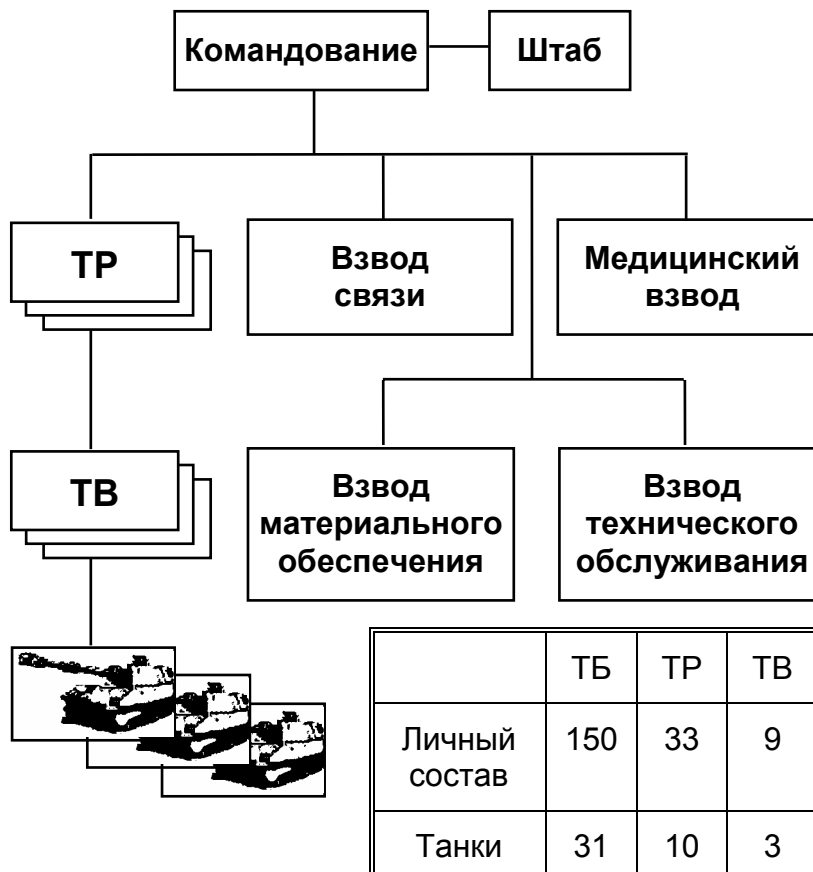 Командование
Штаб
ТР
Взвод
связи
Медицинский
взвод
ТВ
Взвод
материального
обеспечения
Взвод
технического
обслуживания
ТБ ТР ТВ
Личный состав 150 33 9
Танки 31 10 3